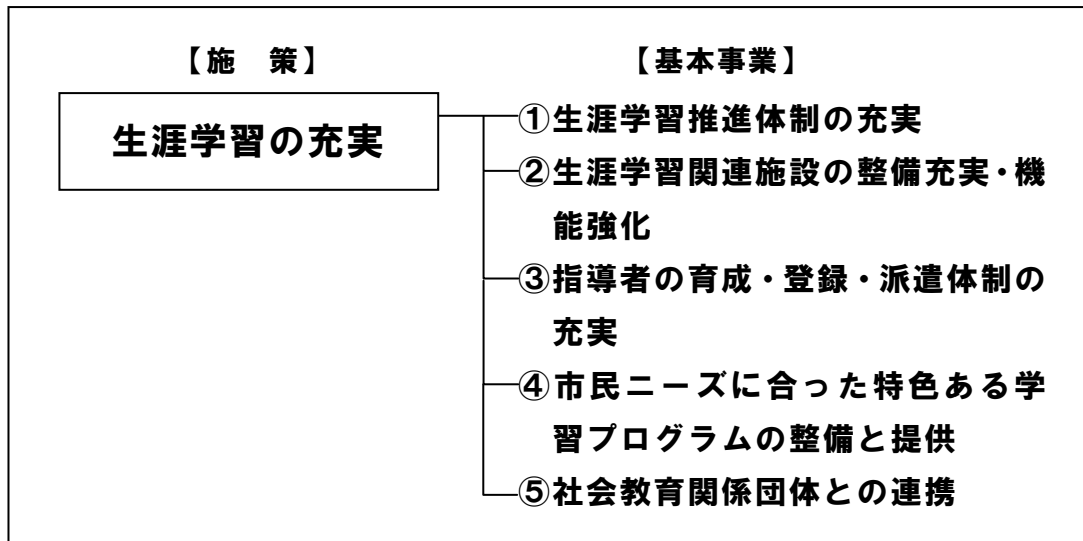 【施　策】
【基本事業】
生涯学習の充実
①生涯学習推進体制の充実
②生涯学習関連施設の整備充実・機
能強化
③指導者の育成・登録・派遣体制の
充実
④市民ニーズに合った特色ある学
習プログラムの整備と提供
⑤社会教育関係団体との連携